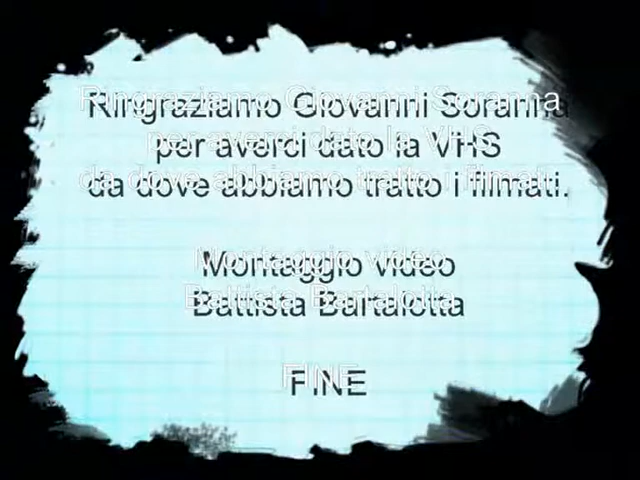 Ringraziamo Giovanni Soranna
per averci dato la VHS
da dove abbiamo tratto i filmati.
Montaggio video
Battista Bartalotta
FINE